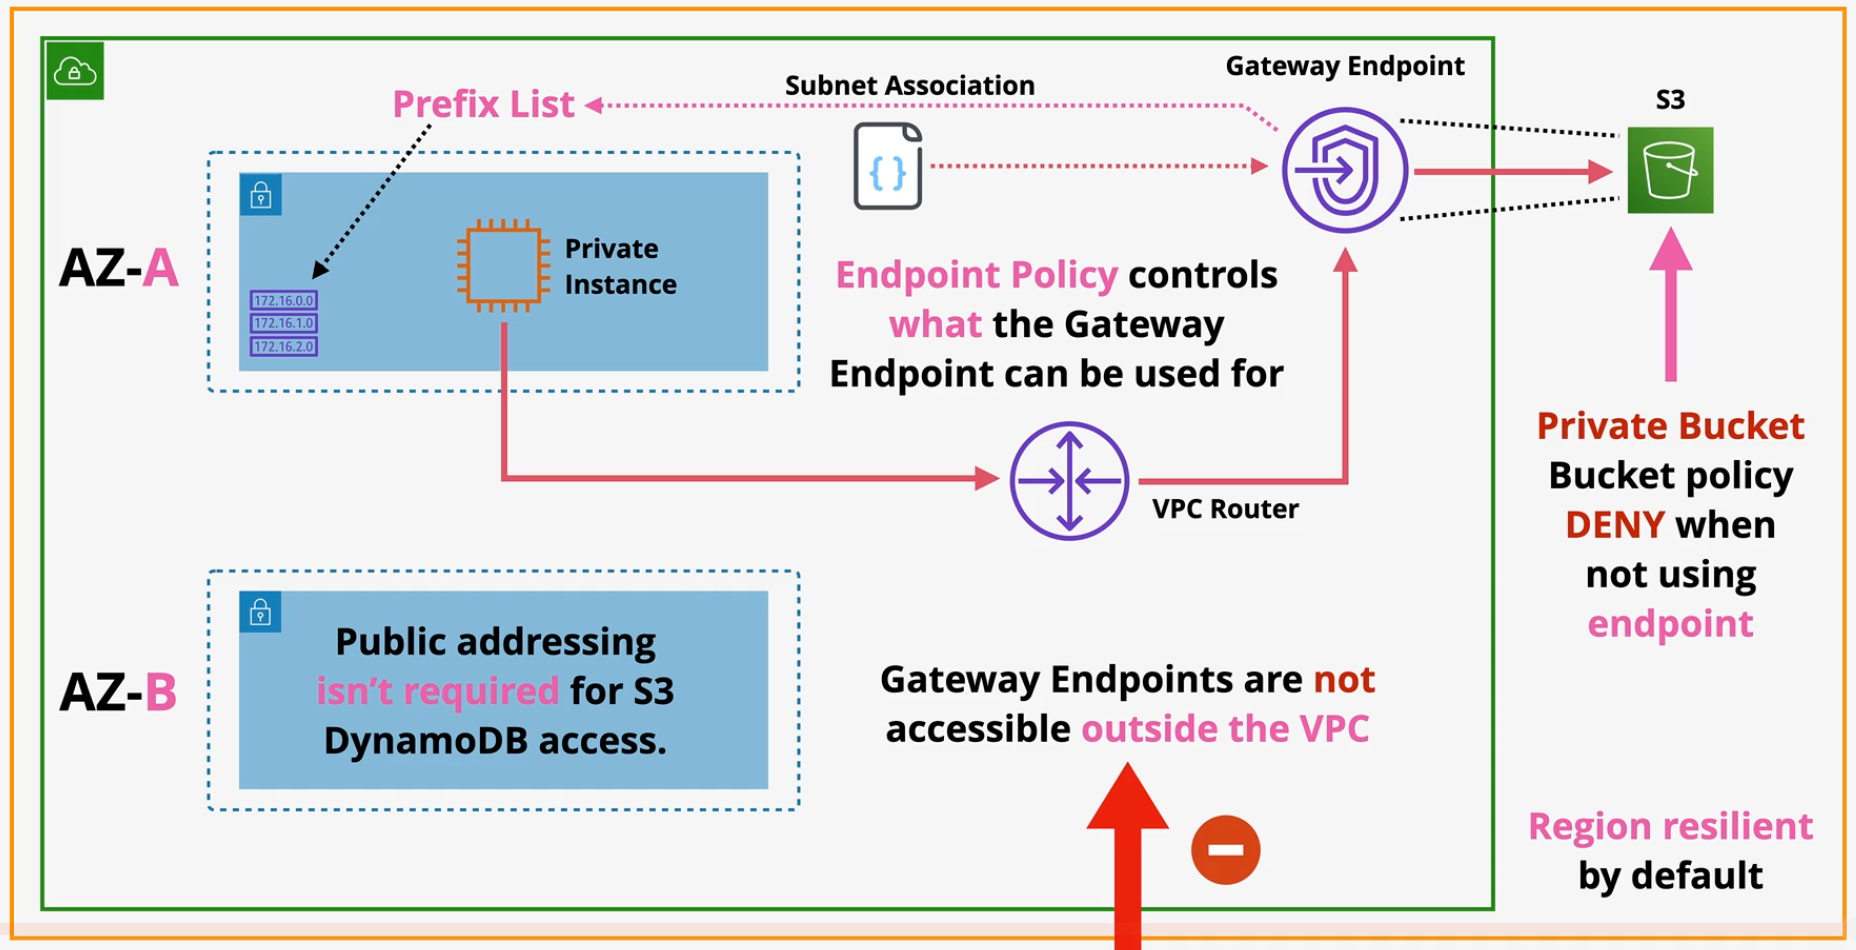 Gateway Endpoint
Subnet Association
Prefix List
S3
{ }
AZ-A
Private
Instance
172.16.0.0
172.16.1.0
172.16.2.0
Endpoint Policy controls
what the Gateway
Endpoint can be used for
VPC Router
Private Bucket
Bucket policy
DENY when
not using
endpoint
AZ-B
Public addressing
isn't required for S3
DynamoDB access.
Gateway Endpoints are not
accessible outside the VPC
Region resilient
by default